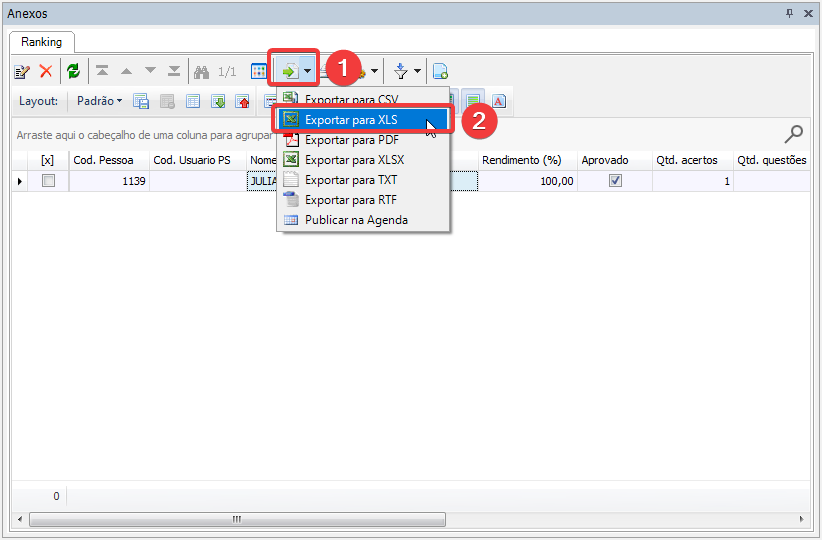 Anexos
Ranking
1/1
1
Layout:
Padrão
Exportar para CSV
Exportar para XLS
2
Exportar para PDF
Exportar para XLSX
Exportar para TXT
Exportar para RTF
Publicar na Agenda
Arraste aqui o cabeçalho de uma coluna para agrupar
[x] Cod. Pessoa Cod. Usuario PS Nome Rendimento (%) Aprovado Qtd. acertos Qtd. questões
1139 JULIA 100,00 1
0